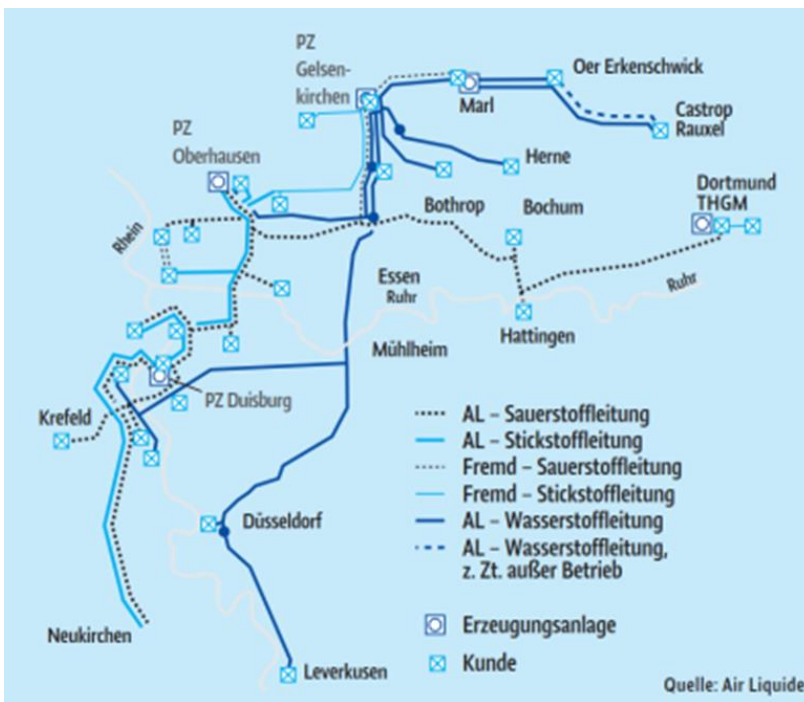 PZ
Gelsen-
kirchen
Oer Erkenschwick
Marl
Castrop
Rauxel
PZ
Oberhausen
Herne
Dortmund
THGM
Bothrop
Bochum
Rhein
Essen
Ruhr
Ruhr
Hattingen
Mühlheim
PZ Duisburg
Krefeld
AL – Sauerstoffleitung
AL – Stickstoffleitung
Fremd – Sauerstoffleitung
Fremd – Stickstoffleitung
AL – Wasserstoffleitung
AL – Wasserstoffleitung,
z. Zt. außer Betrieb
Düsseldorf
Erzeugungsanlage
Neukirchen
Kunde
Leverkusen
Quelle: Air Liquide